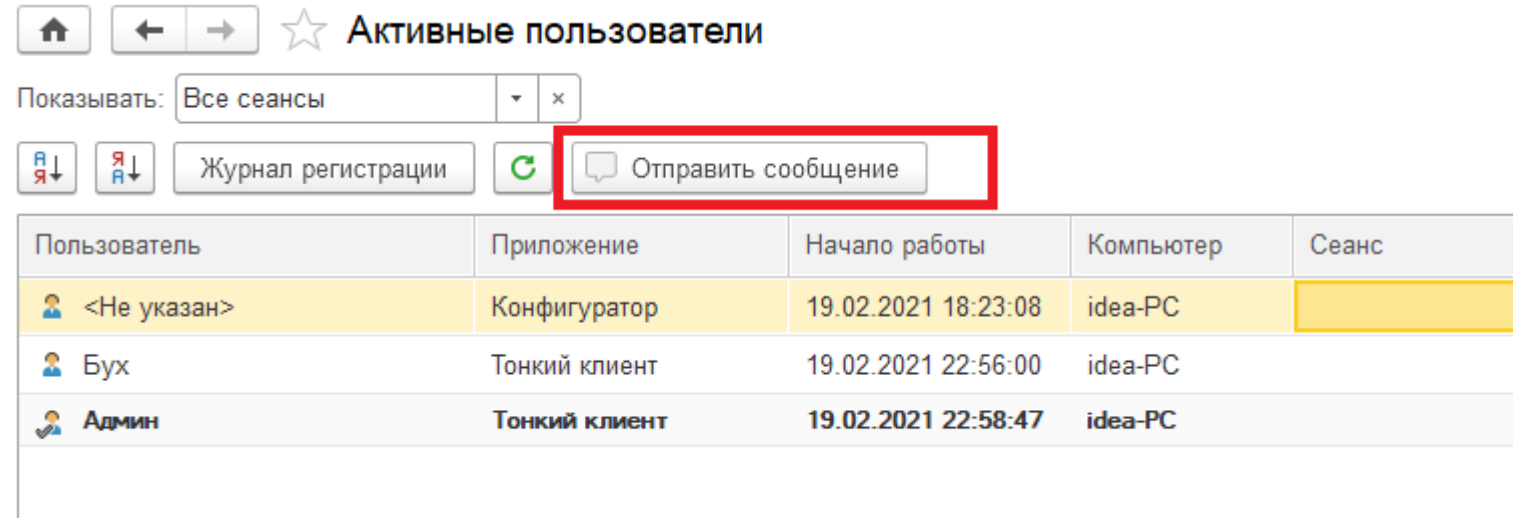 Активные пользователи
Показывать: Все сеансы
Журнал регистрации Отправить сообщение
Пользователь Приложение Начало работы Компьютер Сеанс
<Не указан> Конфигуратор 19.02.2021 18:23:08 idea-PC
Бух Тонкий клиент 19.02.2021 22:56:00 idea-PC
Админ Тонкий клиент 19.02.2021 22:58:47 idea-PC